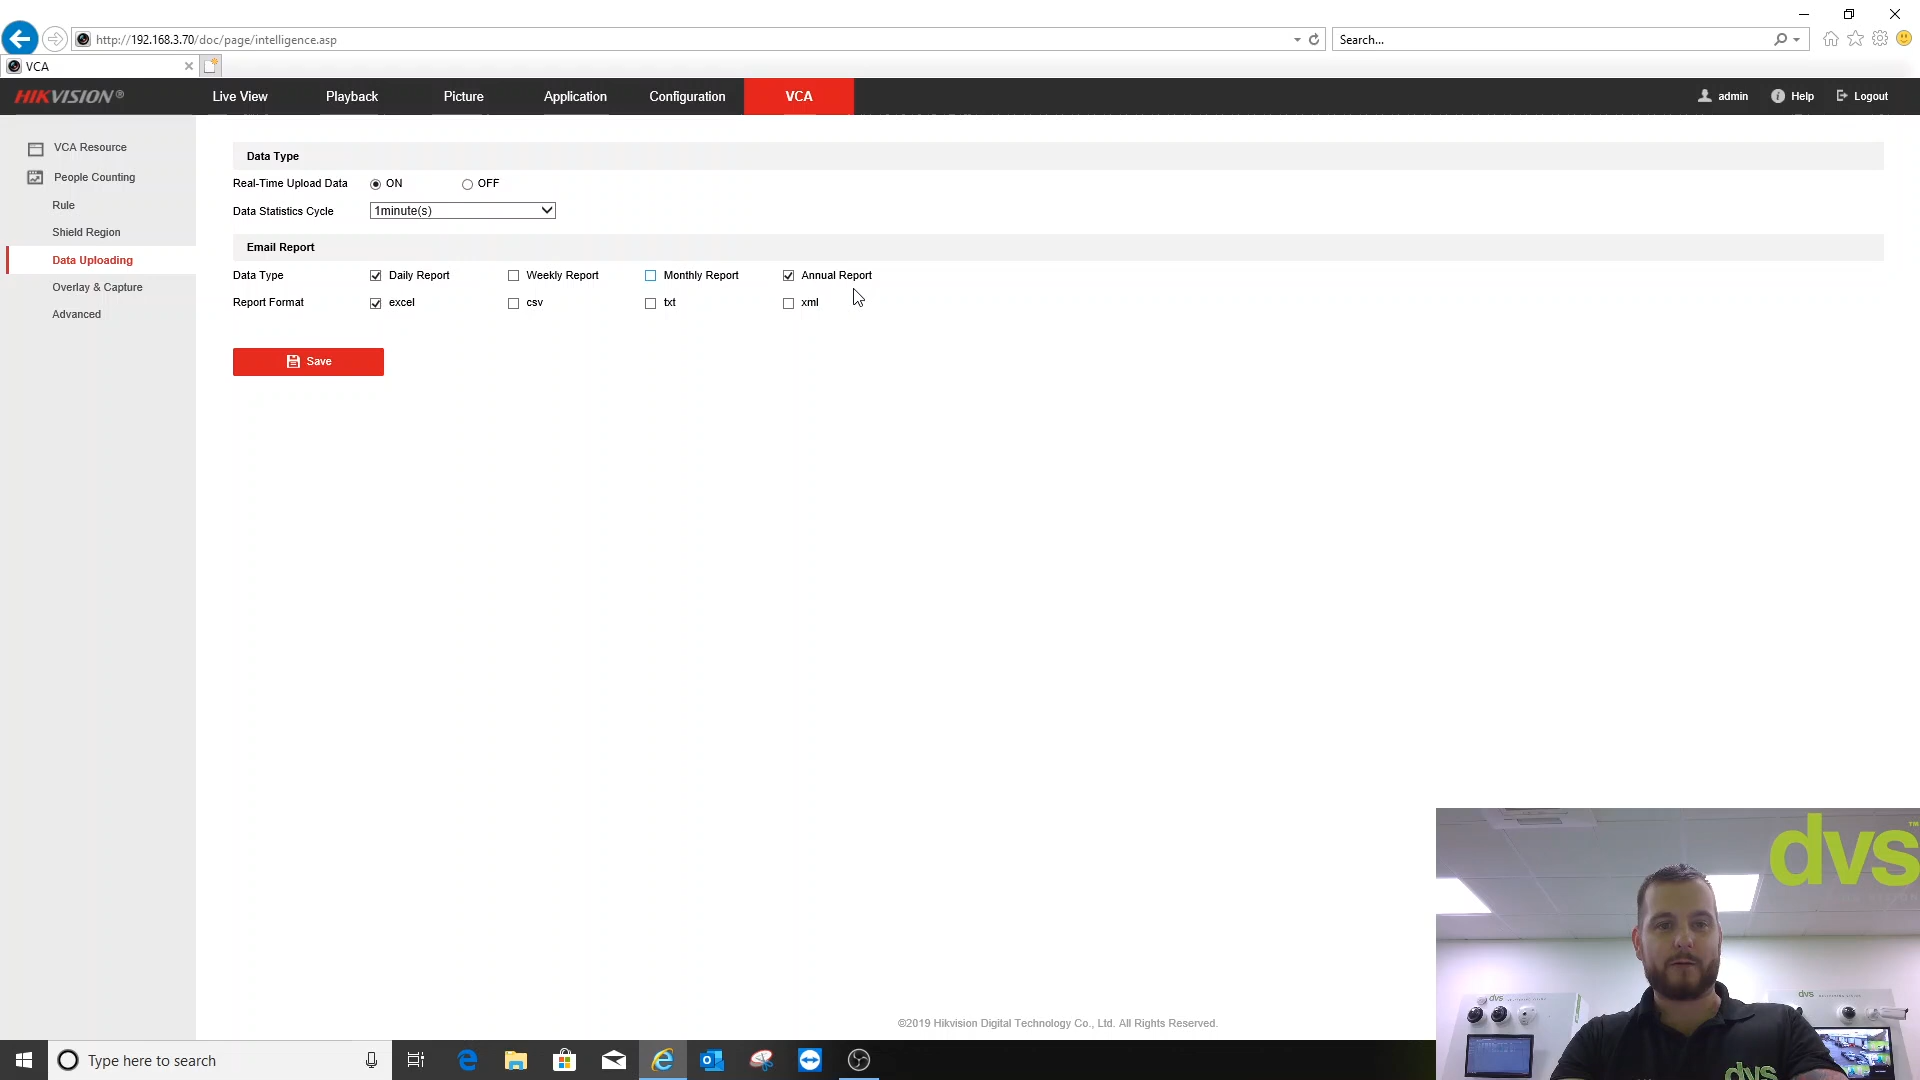 http://192.168.3.70/doc/page/intelligence.asp
Search...
VCA
HIKVISION®
Live View
Playback
Picture
Application
Configuration
VCA
admin
Help
Logout
VCA Resource
People Counting
Rule
Shield Region
Data Uploading
Overlay & Capture
Advanced
Data Type
Real-Time Upload Data ON OFF
Data Statistics Cycle 1minute(s)
Email Report
Data Type Daily Report Weekly Report Monthly Report Annual Report
Report Format excel csv txt xml
Save
©2019 Hikvision Digital Technology Co., Ltd. All Rights Reserved.
dvs™
dvs
dvs
dvs
Type here to search